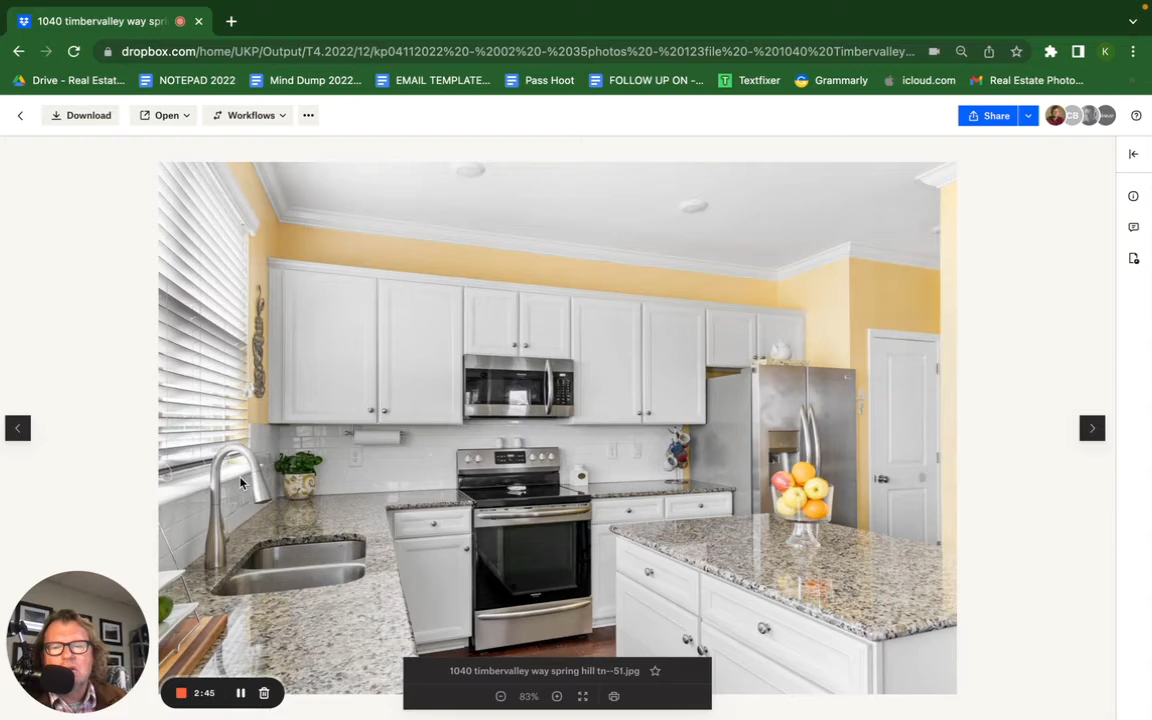 1040 timbervalley way spri
dropbox.com/home/UKP/Output/T4.2022/12/kp04112022%20-%2002%20-%2035photos%20-%20123file%20-%201040%20Timbervalley...
K
Drive - Real Estat...
NOTEPAD 2022
Mind Dump 2022...
EMAIL TEMPLATE...
Pass Hoot
FOLLOW UP ON -...
Textfixer
Grammarly
icloud.com
Real Estate Photo...
Download
Open
Workflows
Share
CB
1040 timbervalley way spring hill tn--51.jpg
83%
2:45